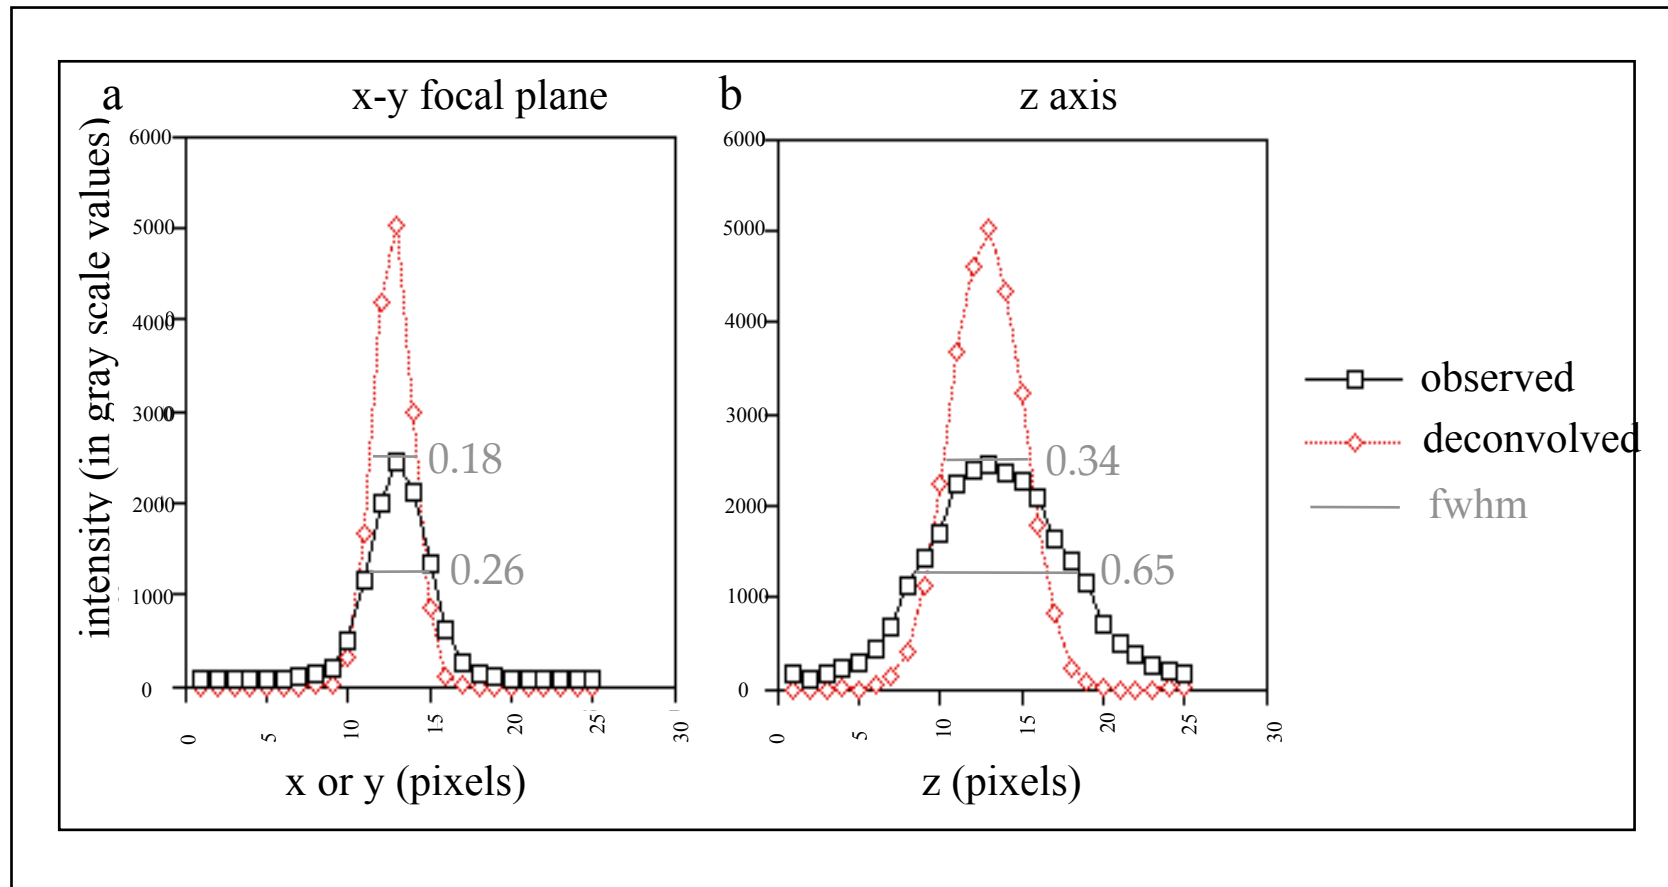 a
x-y focal plane
intensity (in gray scale values)
6000
5000
4000
3000
2000
1000
0
0.18
0.26
0 5 10 15 20 25 30
x or y (pixels)
b
z axis
6000
5000
4000
3000
2000
1000
0
0.34
0.65
0 5 10 15 20 25 30
z (pixels)
observed
deconvolved
fwhm